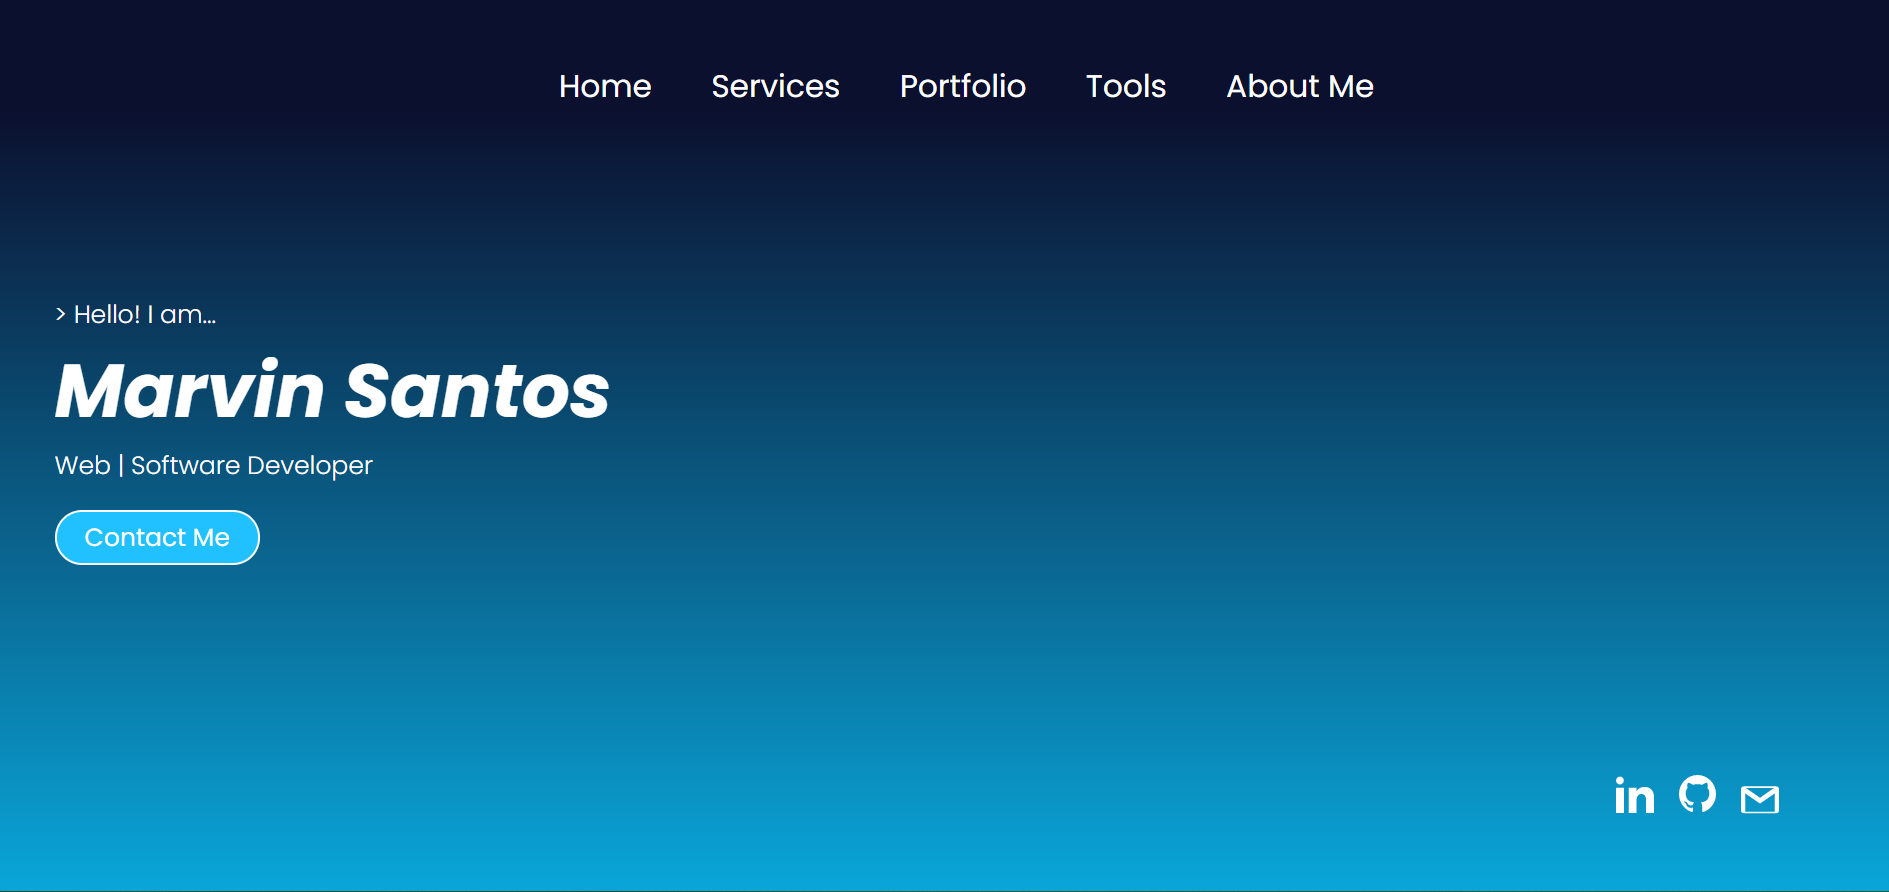 Home Services Portfolio Tools About Me
> Hello! I am...
Marvin Santos
Web | Software Developer
Contact Me
in